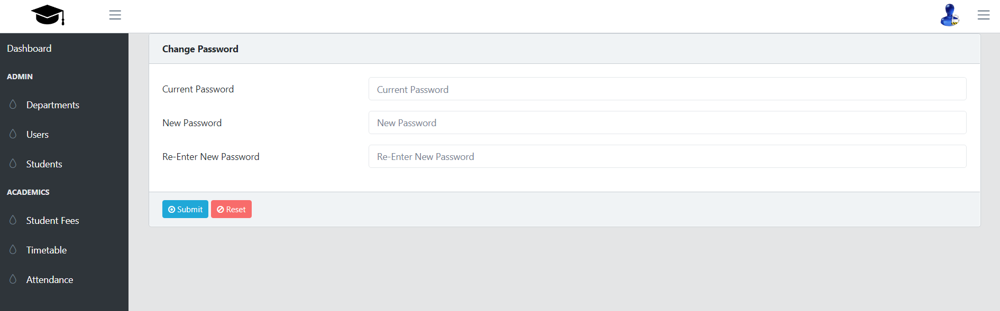 Dashboard
ADMIN
Departments
Users
Students
ACADEMICS
Student Fees
Timetable
Attendance
Change Password
Current Password Current Password
New Password New Password
Re-Enter New Password Re-Enter New Password
Submit Reset